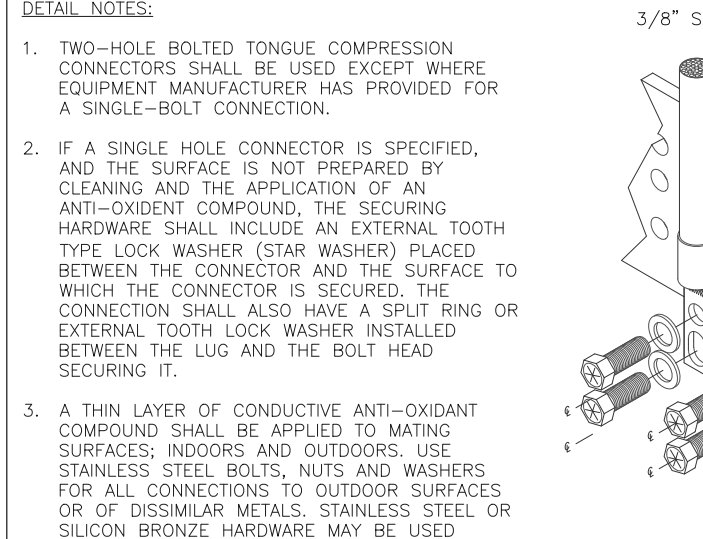 DETAIL NOTES:
3/8" S
1. TWO-HOLE BOLTED TONGUE COMPRESSION
CONNECTORS SHALL BE USED EXCEPT WHERE
EQUIPMENT MANUFACTURER HAS PROVIDED FOR
A SINGLE-BOLT CONNECTION.
2. IF A SINGLE HOLE CONNECTOR IS SPECIFIED,
AND THE SURFACE IS NOT PREPARED BY
CLEANING AND THE APPLICATION OF AN
ANTI-OXIDENT COMPOUND, THE SECURING
HARDWARE SHALL INCLUDE AN EXTERNAL TOOTH
TYPE LOCK WASHER (STAR WASHER) PLACED
BETWEEN THE CONNECTOR AND THE SURFACE TO
WHICH THE CONNECTOR IS SECURED. THE
CONNECTION SHALL ALSO HAVE A SPLIT RING OR
EXTERNAL TOOTH LOCK WASHER INSTALLED
BETWEEN THE LUG AND THE BOLT HEAD
SECURING IT.
3. A THIN LAYER OF CONDUCTIVE ANTI-OXIDANT
COMPOUND SHALL BE APPLIED TO MATING
SURFACES; INDOORS AND OUTDOORS. USE
STAINLESS STEEL BOLTS, NUTS AND WASHERS
FOR ALL CONNECTIONS TO OUTDOOR SURFACES
OR OF DISSIMILAR METALS. STAINLESS STEEL OR
SILICON BRONZE HARDWARE MAY BE USED
℄
℄
℄
℄